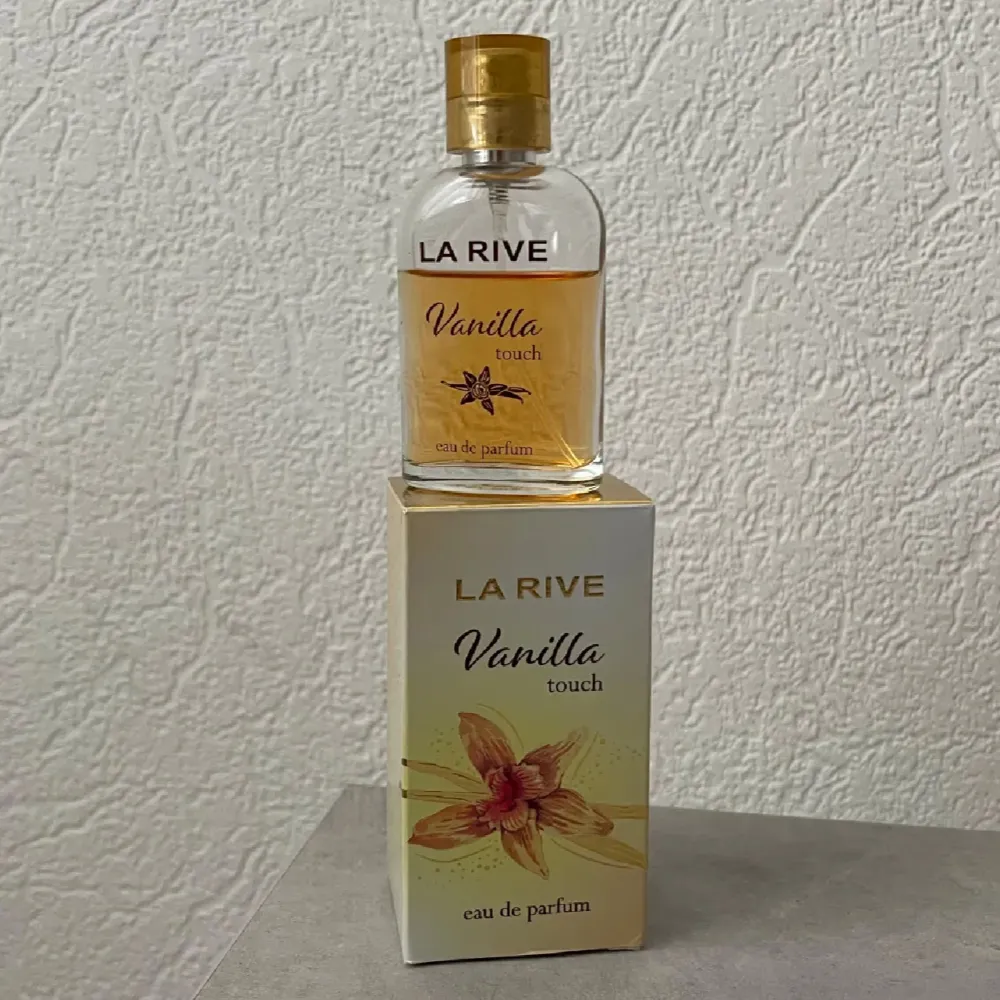 LA RIVE
Vanilla
touch
eau de parfum
LA RIVE
Vanilla
touch
eau de parfum